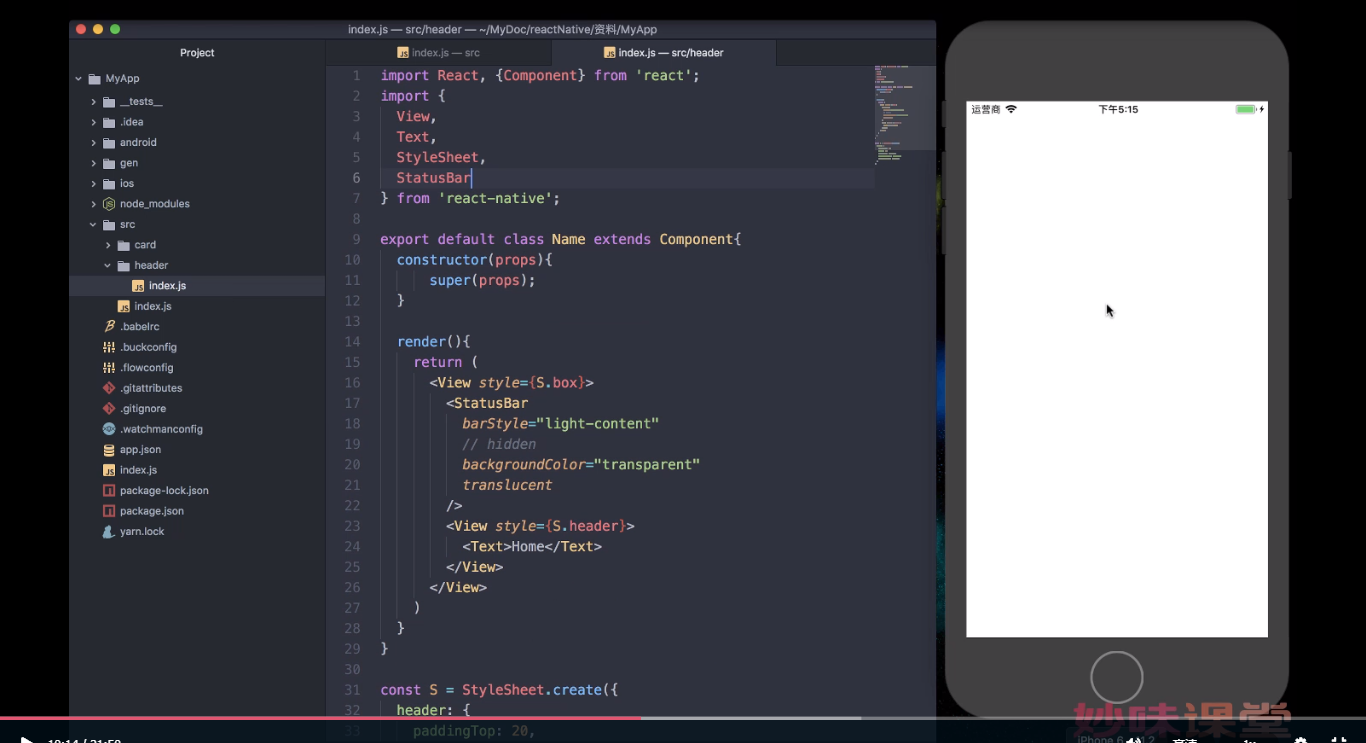 index.js — src/header — ~/MyDoc/reactNative/资料/MyApp
Project
index.js — src
index.js — src/header
MyApp
__tests__
.idea
android
gen
ios
node_modules
src
card
header
index.js
index.js
.babelrc
.buckconfig
.flowconfig
.gitattributes
.gitignore
.watchmanconfig
app.json
index.js
package-lock.json
package.json
yarn.lock
1 import React, {Component} from 'react';
2 import {
3 View,
4 Text,
5 StyleSheet,
6 StatusBar
7 } from 'react-native';
8
9 export default class Name extends Component{
10 constructor(props){
11 super(props);
12 }
13
14 render(){
15 return (
16 <View style={S.box}>
17 <StatusBar
18 barStyle="light-content"
19 // hidden
20 backgroundColor="transparent"
21 translucent
22 />
23 <View style={S.header}>
24 <Text>Home</Text>
25 </View>
26 </View>
27 )
28 }
29 }
30
31 const S = StyleSheet.create({
32 header: {
33 paddingTop: 20,
运营商
下午5:15
妙味课堂